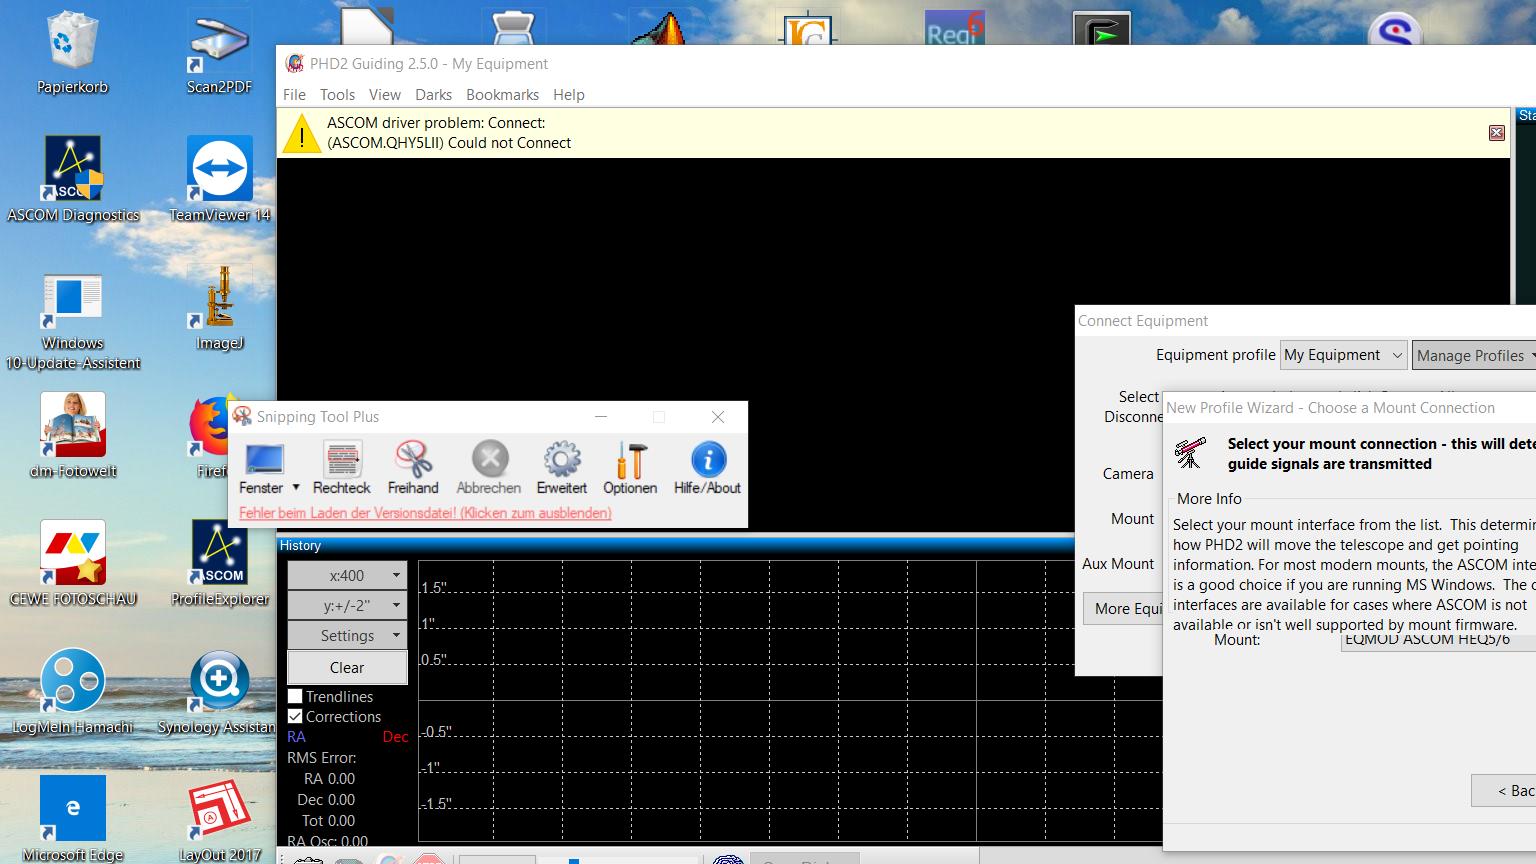 Papierkorb
Scan2PDF
ASCOM Diagnostics
TeamViewer 14
Windows
10-Update-Assistent
ImageJ
dm-Fotowelt
CEWE FOTOSCHAU
ASCOM
ProfileExplorer
LogMeIn Hamachi
Synology Assistan
Microsoft Edge
LayOut 2017
PHD2 Guiding 2.5.0 - My Equipment
File Tools View Darks Bookmarks Help
ASCOM driver problem: Connect:
(ASCOM.QHY5LII) Could not Connect
Snipping Tool Plus
Fenster Rechteck Freihand Abbrechen Erweitert Optionen Hilfe/About
Fehler beim Laden der Versionsdatei! (Klicken zum ausblenden)
History
x:400
y:+/-2"
Settings
Clear
Trendlines
Corrections
RA Dec
RMS Error:
RA 0.00
Dec 0.00
Tot 0.00
RA Osc: 0.00
1.5"
1"
0.5"
-0.5"
-1"
-1.5"
Connect Equipment
Equipment profile My Equipment Manage Profiles
Select
Disconne
Camera
Mount
Aux Mount
More Equi
New Profile Wizard - Choose a Mount Connection
Select your mount connection - this will dete
guide signals are transmitted
More Info
Select your mount interface from the list. This determin
how PHD2 will move the telescope and get pointing
information. For most modern mounts, the ASCOM inte
is a good choice if you are running MS Windows. The o
interfaces are available for cases where ASCOM is not
available or isn't well supported by mount firmware.
Mount: EQMOD ASCOM HEQ5/6
< Bac